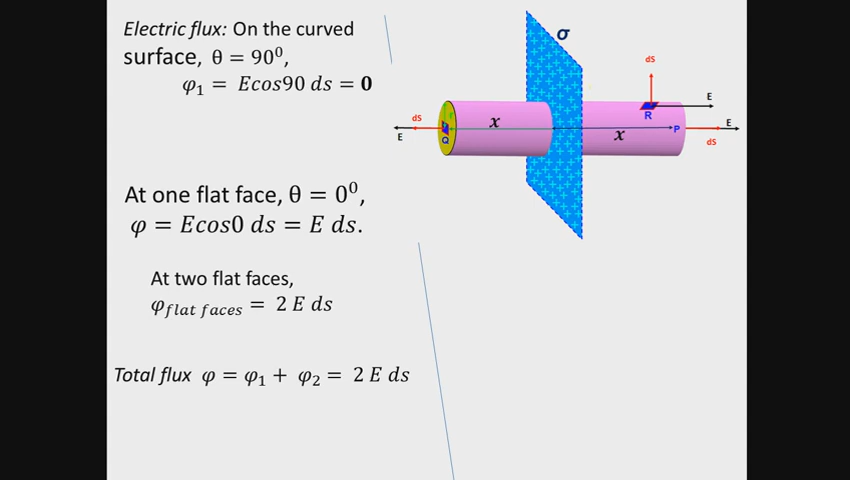 Electric flux: On the curved
surface, θ = 90⁰,
φ₁ = Ecos90 ds = 0
At one flat face, θ = 0⁰,
φ = Ecos0 ds = E ds.
At two flat faces,
φ_flat faces = 2 E ds
Total flux φ = φ₁ + φ₂ = 2 E ds
σ
dS
E
R
dS
E
Q
r
x
x
P
E
dS